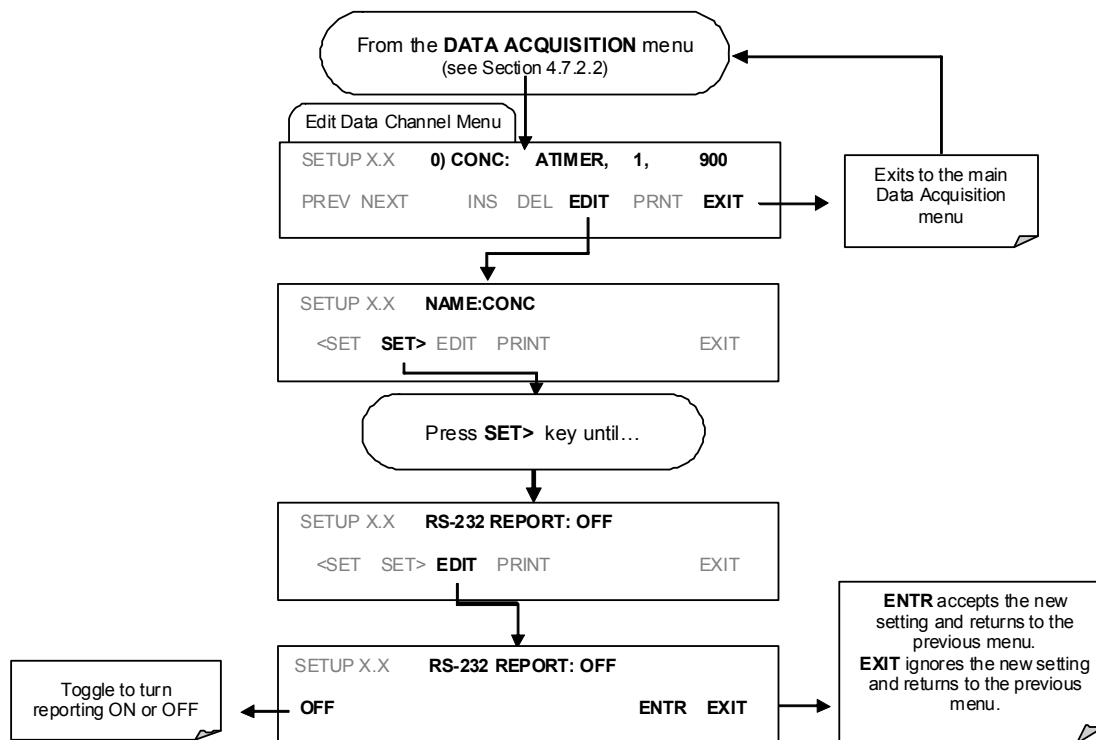 From the DATA ACQUISITION menu
(see Section 4.7.2.2)
Edit Data Channel Menu
SETUP X.X 0) CONC: ATIMER, 1, 900
PREV NEXT INS DEL EDIT PRNT EXIT
Exits to the main
Data Acquisition
menu
SETUP X.X NAME:CONC
<SET SET> EDIT PRINT EXIT
Press SET> key until…
SETUP X.X RS-232 REPORT: OFF
<SET SET> EDIT PRINT EXIT
SETUP X.X RS-232 REPORT: OFF
OFF ENTR EXIT
Toggle to turn
reporting ON or OFF
ENTR accepts the new
setting and returns to the
previous menu.
EXIT ignores the new setting
and returns to the previous
menu.